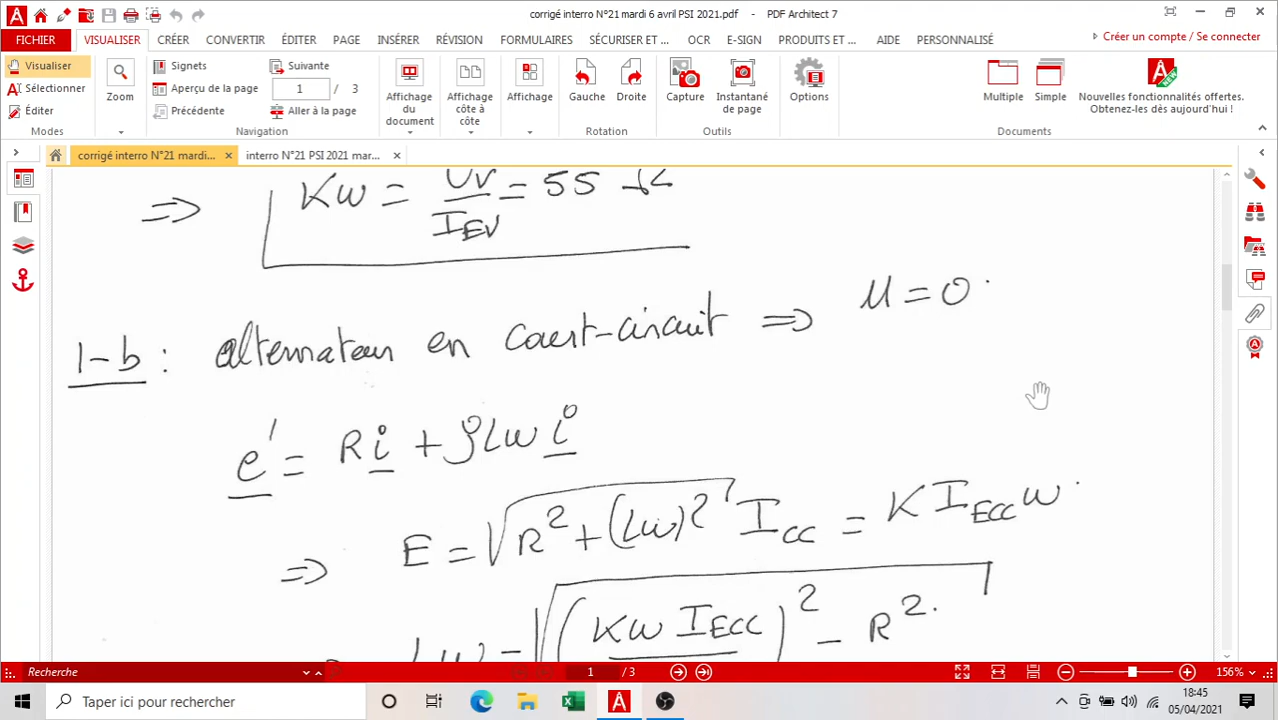 corrigé interro N°21 mardi 6 avril PSI 2021.pdf - PDF Architect 7
FICHIER VISUALISER CRÉER CONVERTIR ÉDITER PAGE INSÉRER RÉVISION FORMULAIRES SÉCURISER ET ... OCR E-SIGN PRODUITS ET ... AIDE PERSONNALISÉ Créer un compte / Se connecter
Visualiser
Sélectionner
Éditer
Modes
Zoom
Signets
Aperçu de la page
Précédente
Suivante
1 / 3
Aller à la page
Navigation
Affichage du document
Affichage côte à côte
Affichage
Gauche
Droite
Rotation
Capture
Instantané de page
Outils
Options
Multiple
Simple
Nouvelles fonctionnalités offertes.
Obtenez-les dès aujourd'hui !
Documents
corrigé interro N°21 mardi... interro N°21 PSI 2021 mar...
=> Kω = UV / IEV = 55 Ω
1-b : alternateur en court-circuit => U = 0
e' = R i + jLω i
=> E = √(R² + (Lω)²) ICC = K IECC ω
Lω = √((Kω IECC)² - R²
Recherche 1 / 3 156%
Taper ici pour rechercher
18:45
05/04/2021